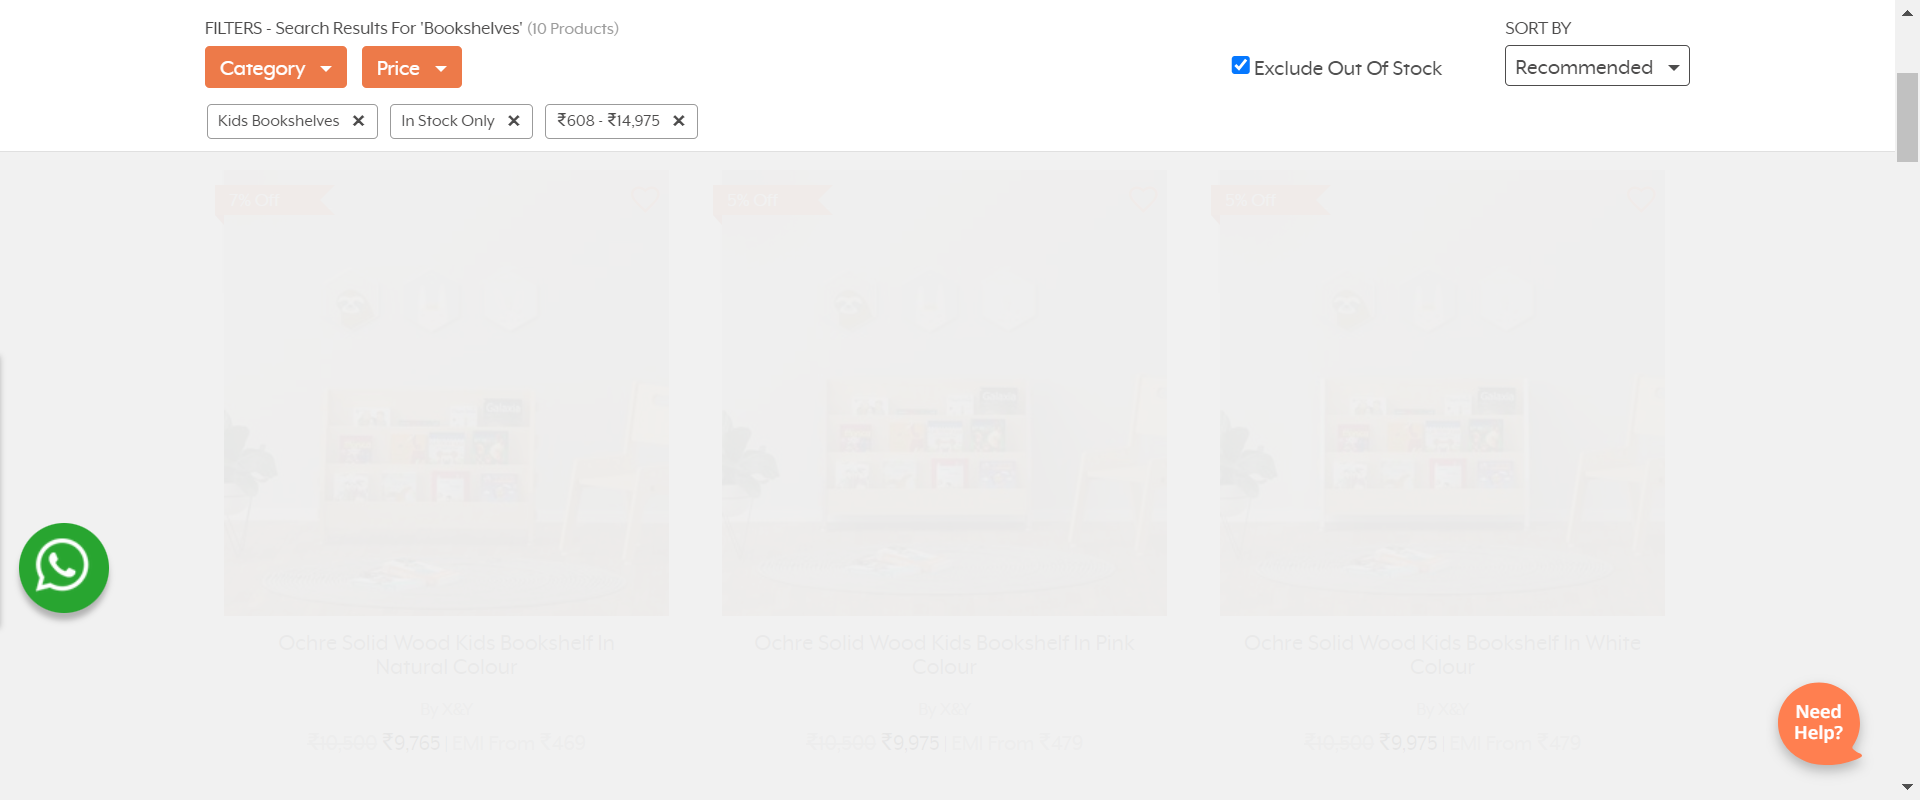 FILTERS - Search Results For 'Bookshelves' (10 Products)
SORT BY
Category
Price
Exclude Out Of Stock
Recommended
Kids Bookshelves
In Stock Only
₹608 - ₹14,975
7% Off
5% Off
5% Off
Ochre Solid Wood Kids Bookshelf In
Natural Colour
By X&Y
₹10,500 ₹9,765 | EMI From ₹469
Ochre Solid Wood Kids Bookshelf In Pink
Colour
By X&Y
₹10,500 ₹9,975 | EMI From ₹479
Ochre Solid Wood Kids Bookshelf In White
Colour
By X&Y
₹10,500 ₹9,975 | EMI From ₹479
Need
Help?